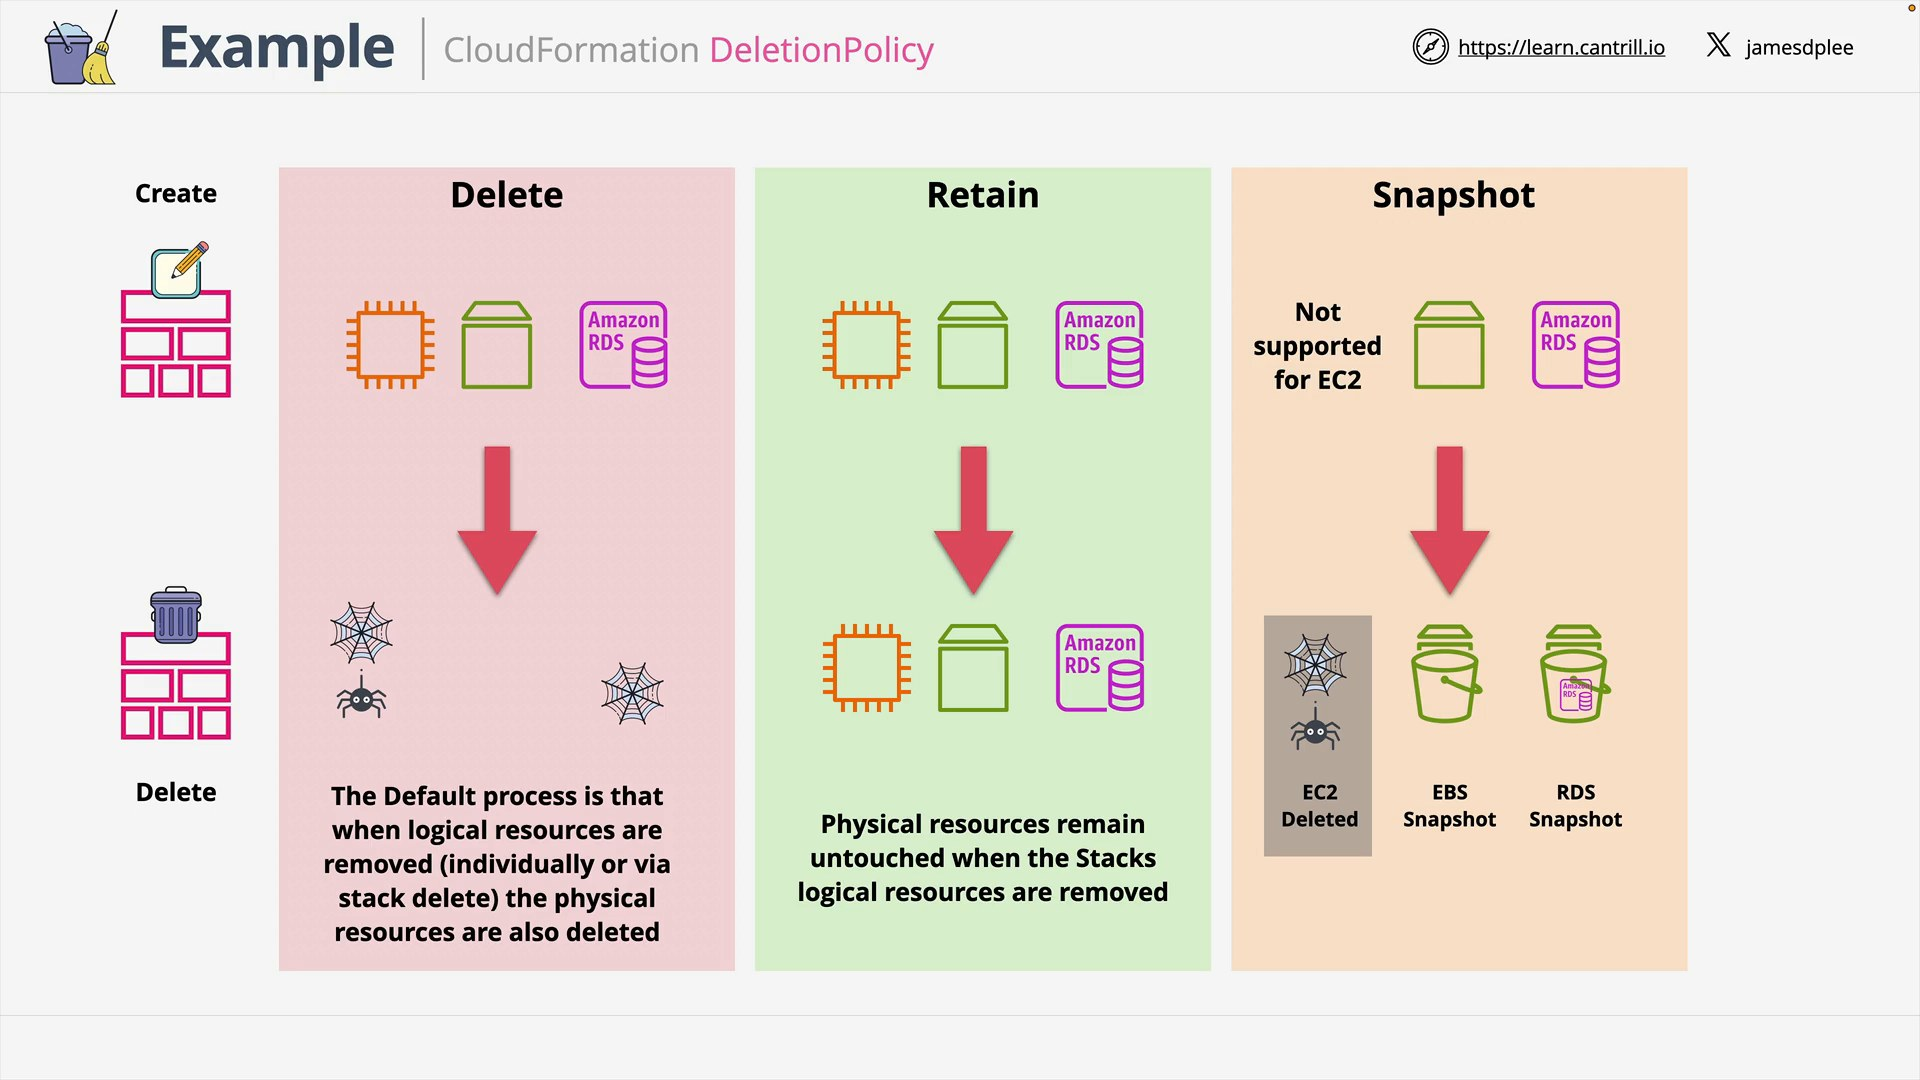 Example
CloudFormation DeletionPolicy
https://learn.cantrill.io
jamesdplee
Create
Delete
Delete
Amazon
RDS
The Default process is that
when logical resources are
removed (individually or via
stack delete) the physical
resources are also deleted
Retain
Amazon
RDS
Amazon
RDS
Physical resources remain
untouched when the Stacks
logical resources are removed
Snapshot
Not
supported
for EC2
Amazon
RDS
Amazon
RDS
EC2
Deleted
EBS
Snapshot
RDS
Snapshot